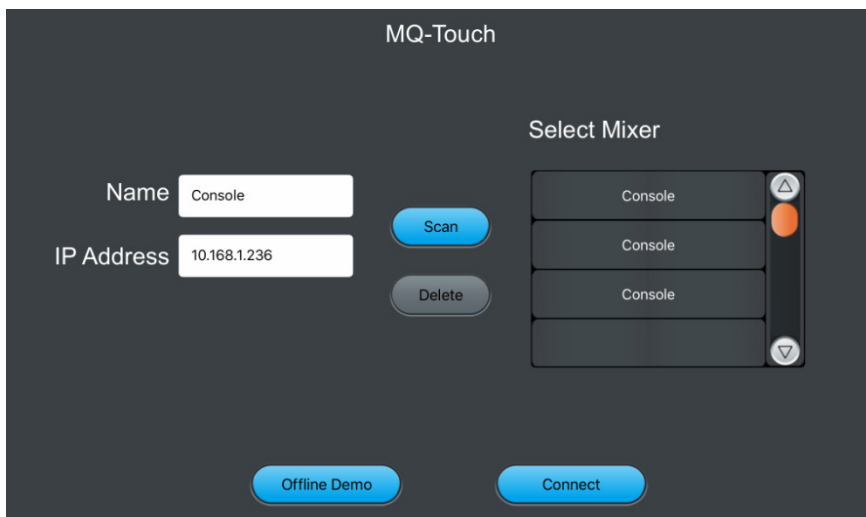 MQ-Touch
Select Mixer
Name
Console
IP Address
10.168.1.236
Scan
Delete
Console
Console
Console
Offline Demo
Connect